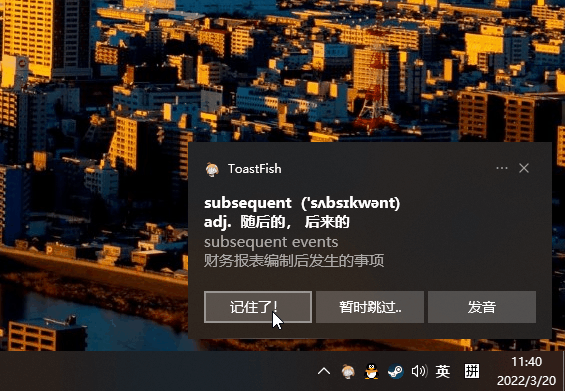 ToastFish
subsequent  ('sʌbsɪkwənt)
adj.  随后的， 后来的
subsequent events
财务报表编制后发生的事项
记住了！ 暂时跳过.. 发音
英 拼 11:40
2022/3/20